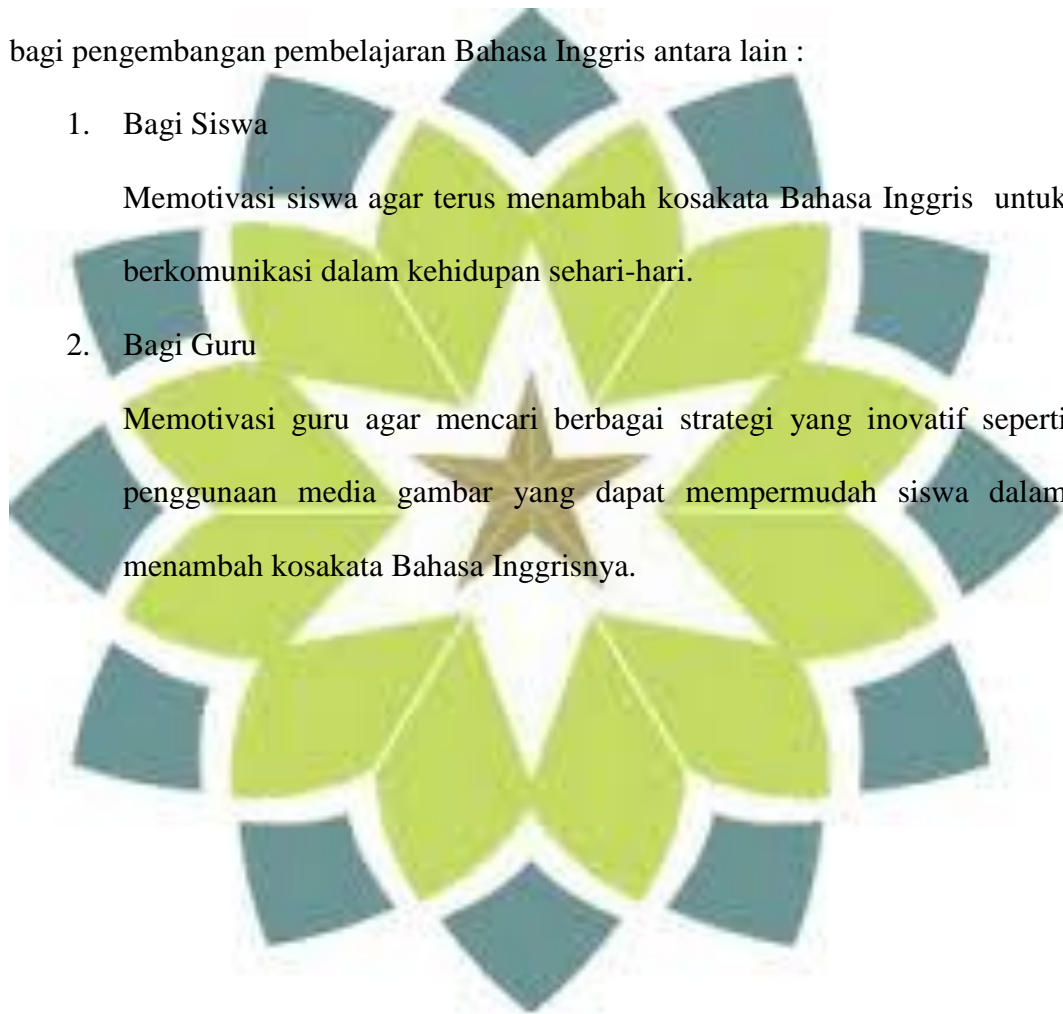 bagi pengembangan pembelajaran Bahasa Inggris antara lain :
1. Bagi Siswa
Memotivasi siswa agar terus menambah kosakata Bahasa Inggris untuk
berkomunikasi dalam kehidupan sehari-hari.
2. Bagi Guru
Memotivasi guru agar mencari berbagai strategi yang inovatif seperti
penggunaan media gambar yang dapat mempermudah siswa dalam
menambah kosakata Bahasa Inggrisnya.